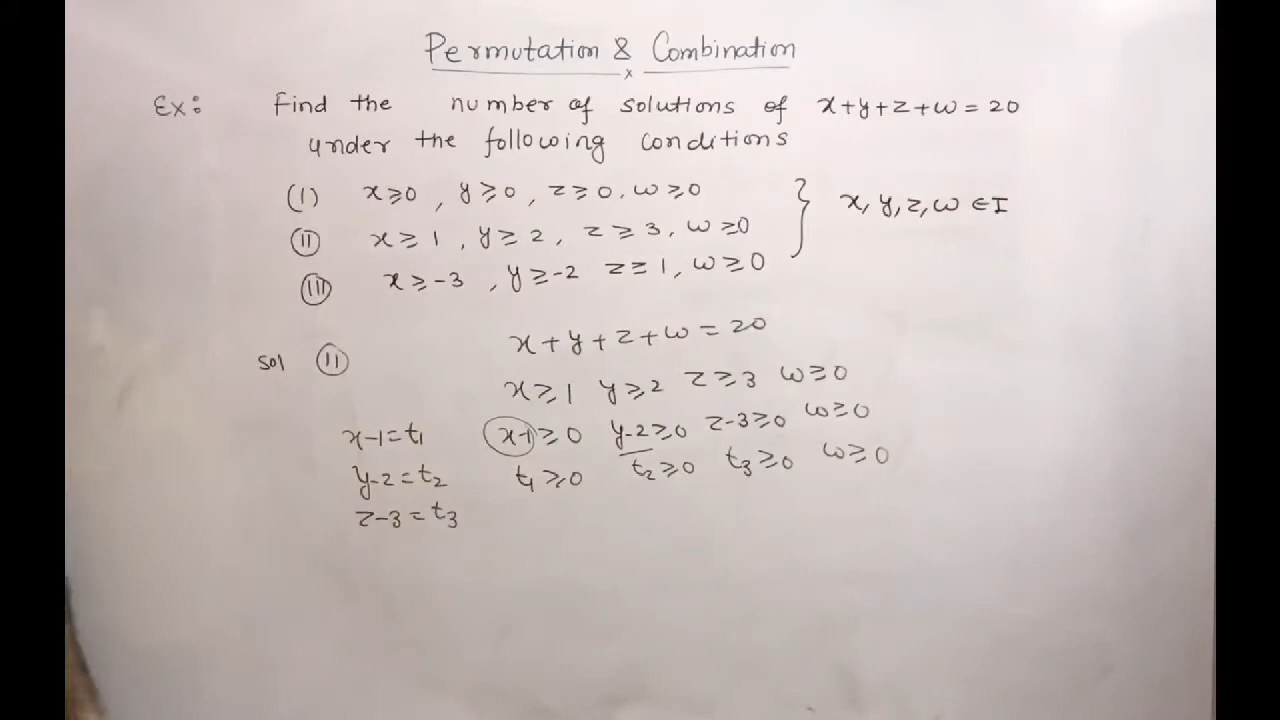 Permutation & Combination
x
Ex: Find the number of solutions of x+y+z+w=20
under the following conditions
(I) x≥0, y≥0, z≥0, w≥0
(II) x≥1, y≥2, z≥3, w≥0 } x, y, z, w ∈ I
(III) x≥-3, y≥-2 z≥1, w≥0
x+y+z+w=20
Sol (II)
x≥1 y≥2 z≥3 w≥0
x-1=t₁ x-1≥0 y-2≥0 z-3≥0 w≥0
y-2=t₂ t₁≥0 t₂≥0 t₃≥0 w≥0
z-3=t₃